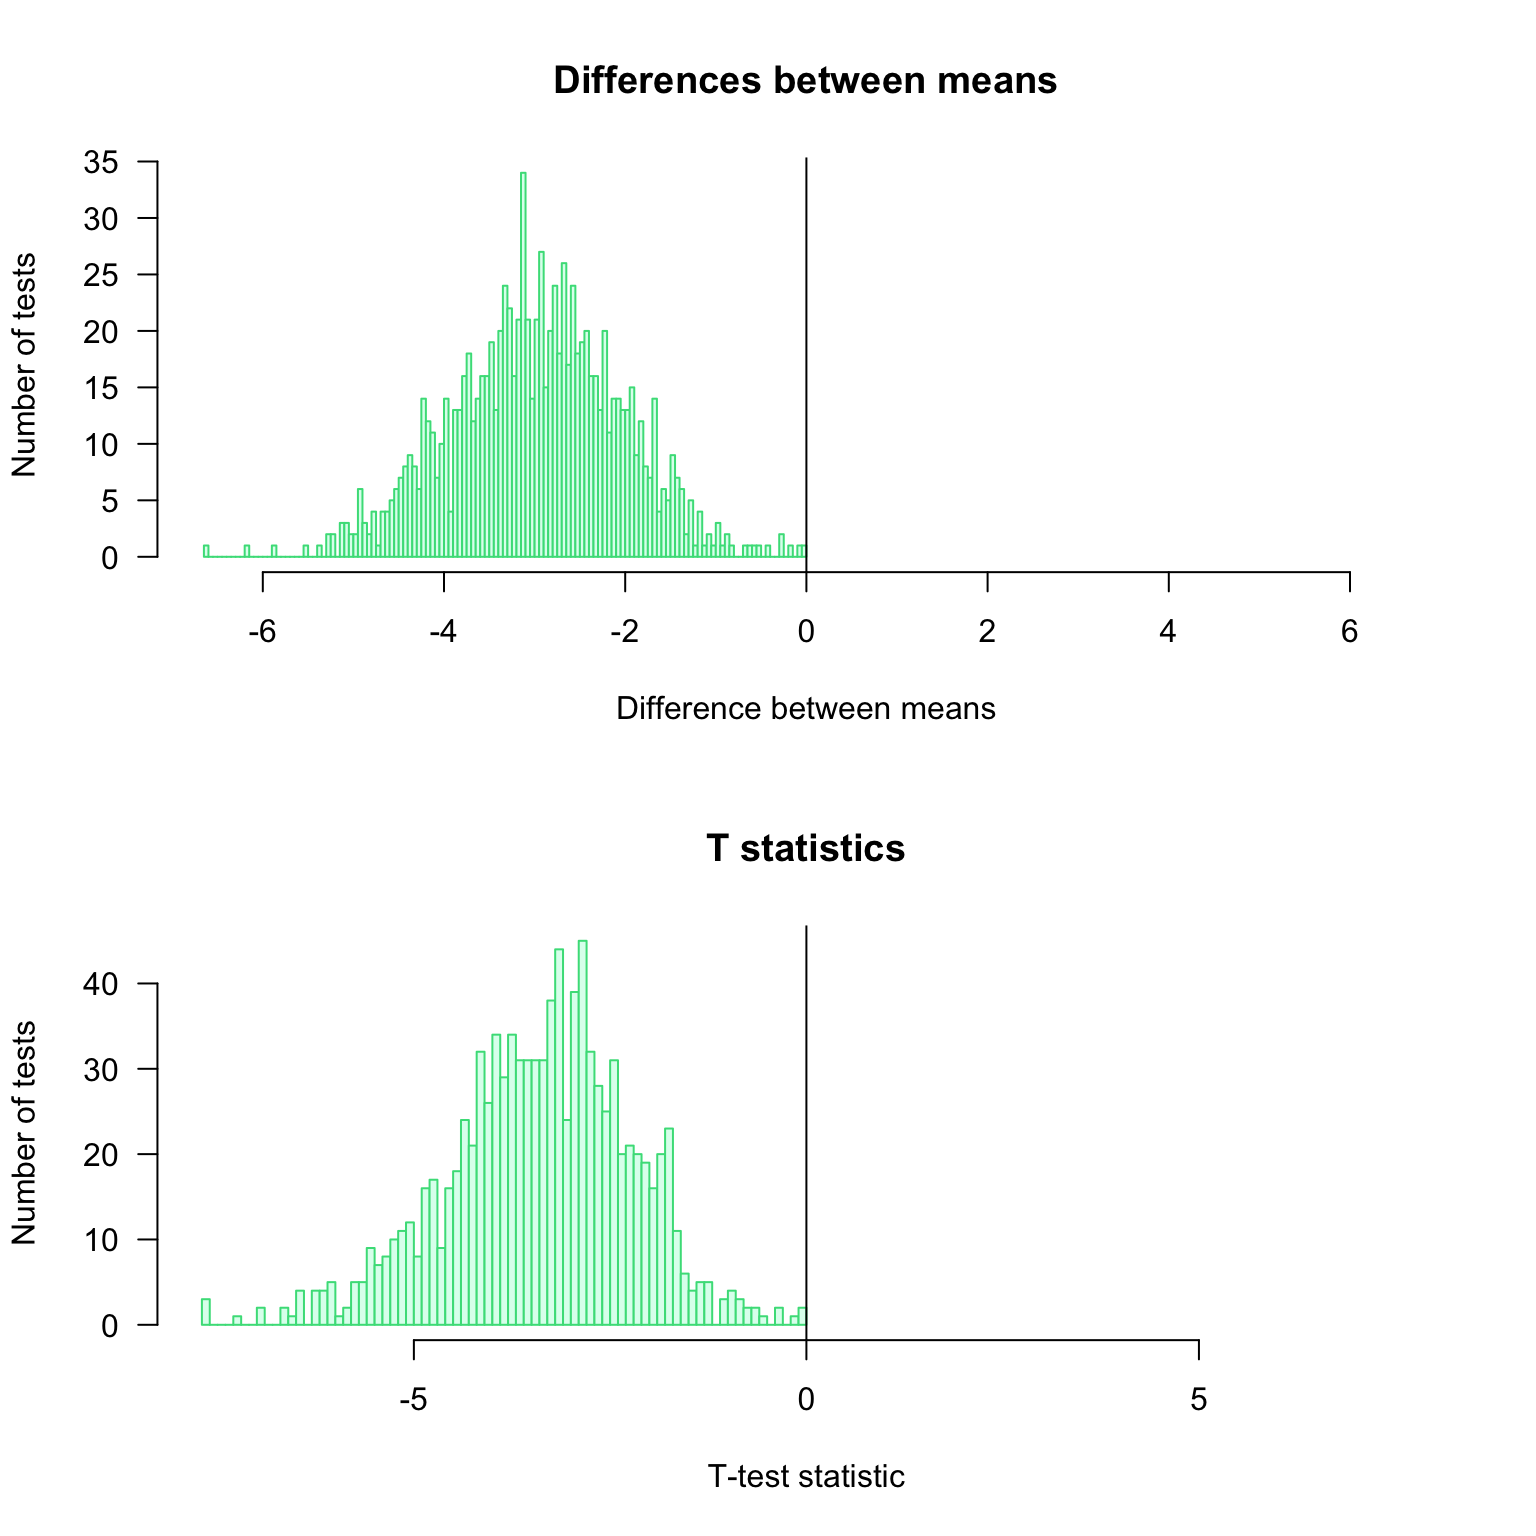 Differences between means
Number of tests
35
30
25
20
15
10
5
0
-6 -4 -2 0 2 4 6
Difference between means
T statistics
Number of tests
40
30
20
10
0
-5 0 5
T-test statistic